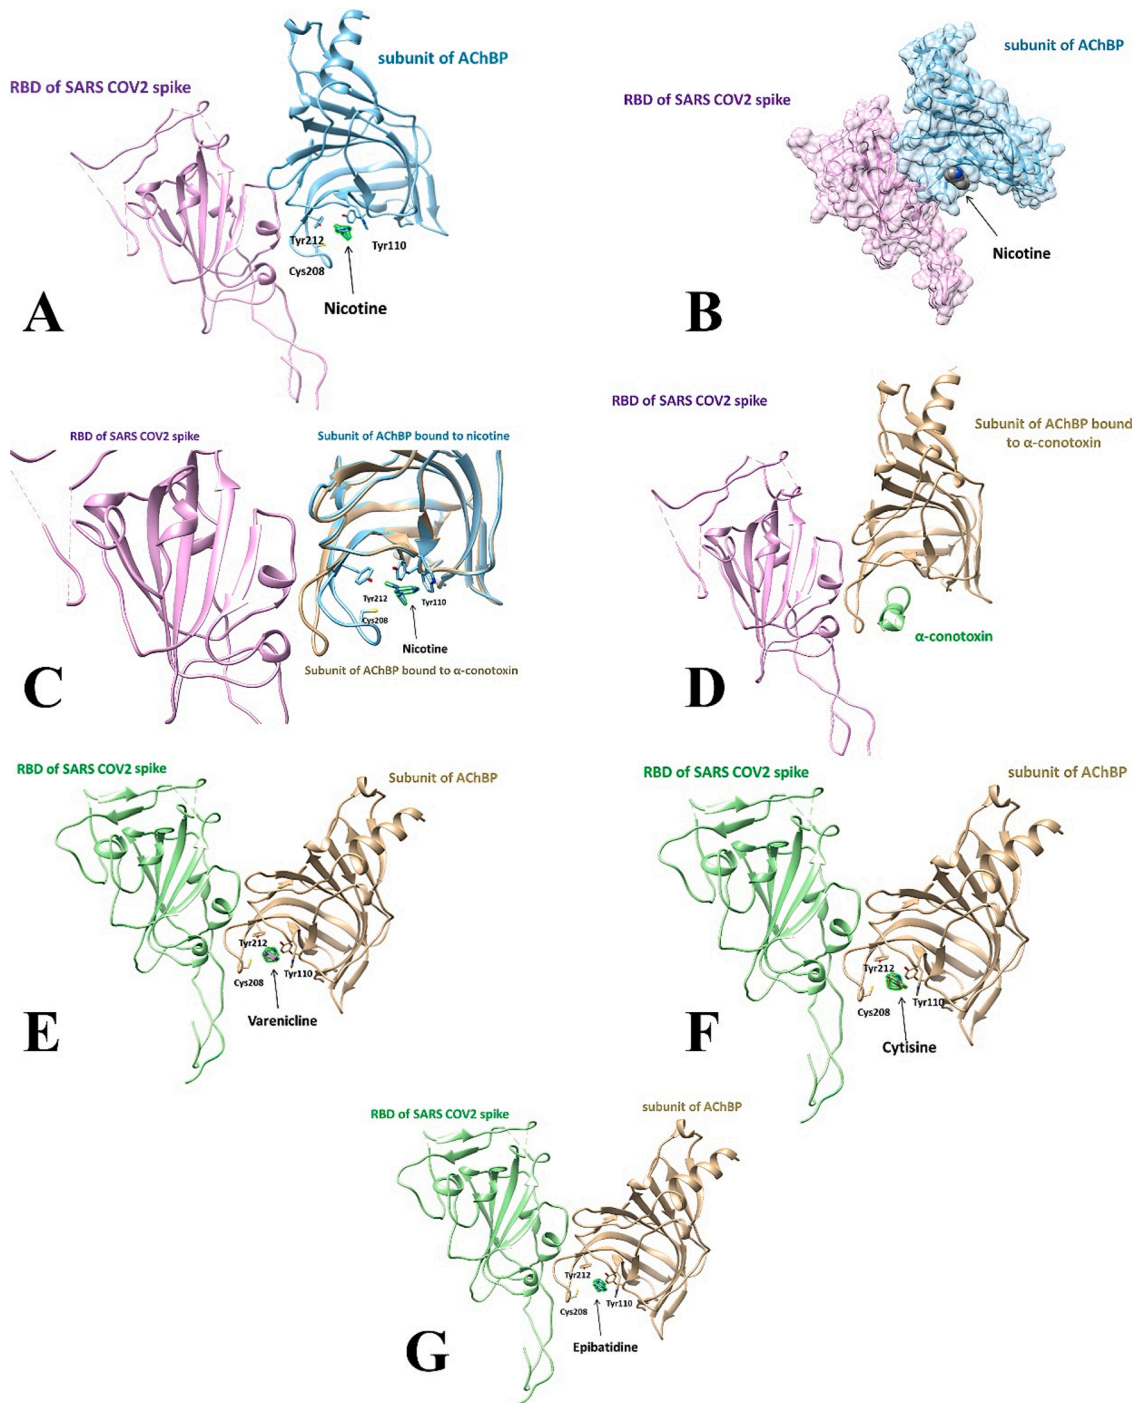 subunit of AChBP
RBD of SARS COV2 spike
Tyr212
Tyr110
Cys208
Nicotine
A
subunit of AChBP
RBD of SARS COV2 spike
Nicotine
B
RBD of SARS COV2 spike
Subunit of AChBP bound to nicotine
Tyr212
Tyr110
Cys208
Nicotine
Subunit of AChBP bound to α-conotoxin
C
RBD of SARS COV2 spike
Subunit of AChBP bound
to α-conotoxin
α-conotoxin
D
RBD of SARS COV2 spike
Subunit of AChBP
Tyr212
Tyr110
Cys208
Varenicline
E
RBD of SARS COV2 spike
subunit of AChBP
Tyr212
Tyr110
Cys208
Cytisine
F
RBD of SARS COV2 spike
subunit of AChBP
Tyr212
Tyr110
Cys208
Epibatidine
G